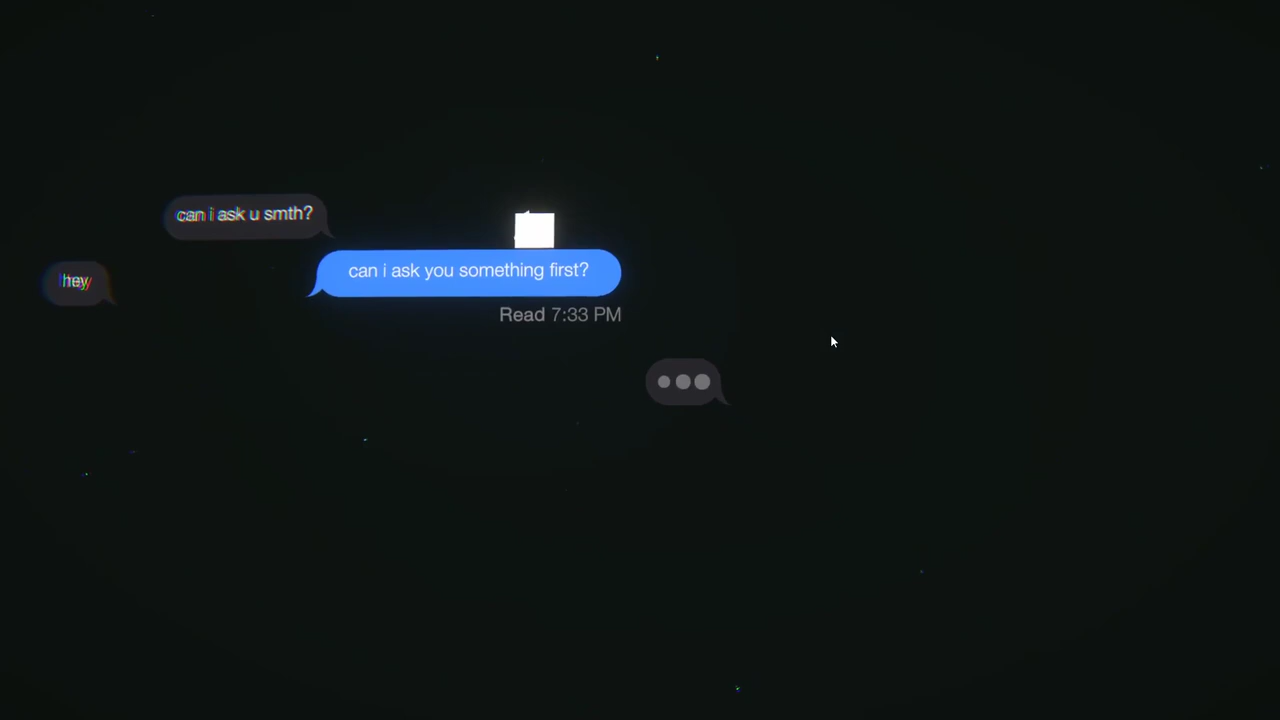 hey
can i ask u smth?
can i ask you something first?
Read 7:33 PM